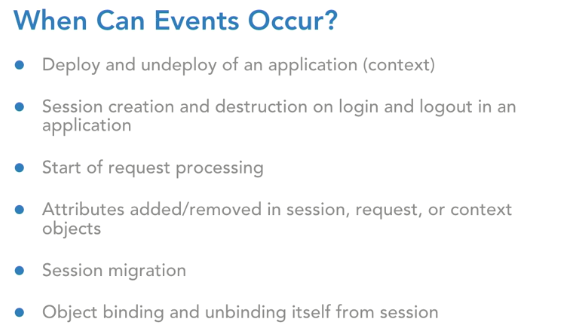 When Can Events Occur?
● Deploy and undeploy of an application (context)
● Session creation and destruction on login and logout in an
application
● Start of request processing
● Attributes added/removed in session, request, or context
objects
● Session migration
● Object binding and unbinding itself from session